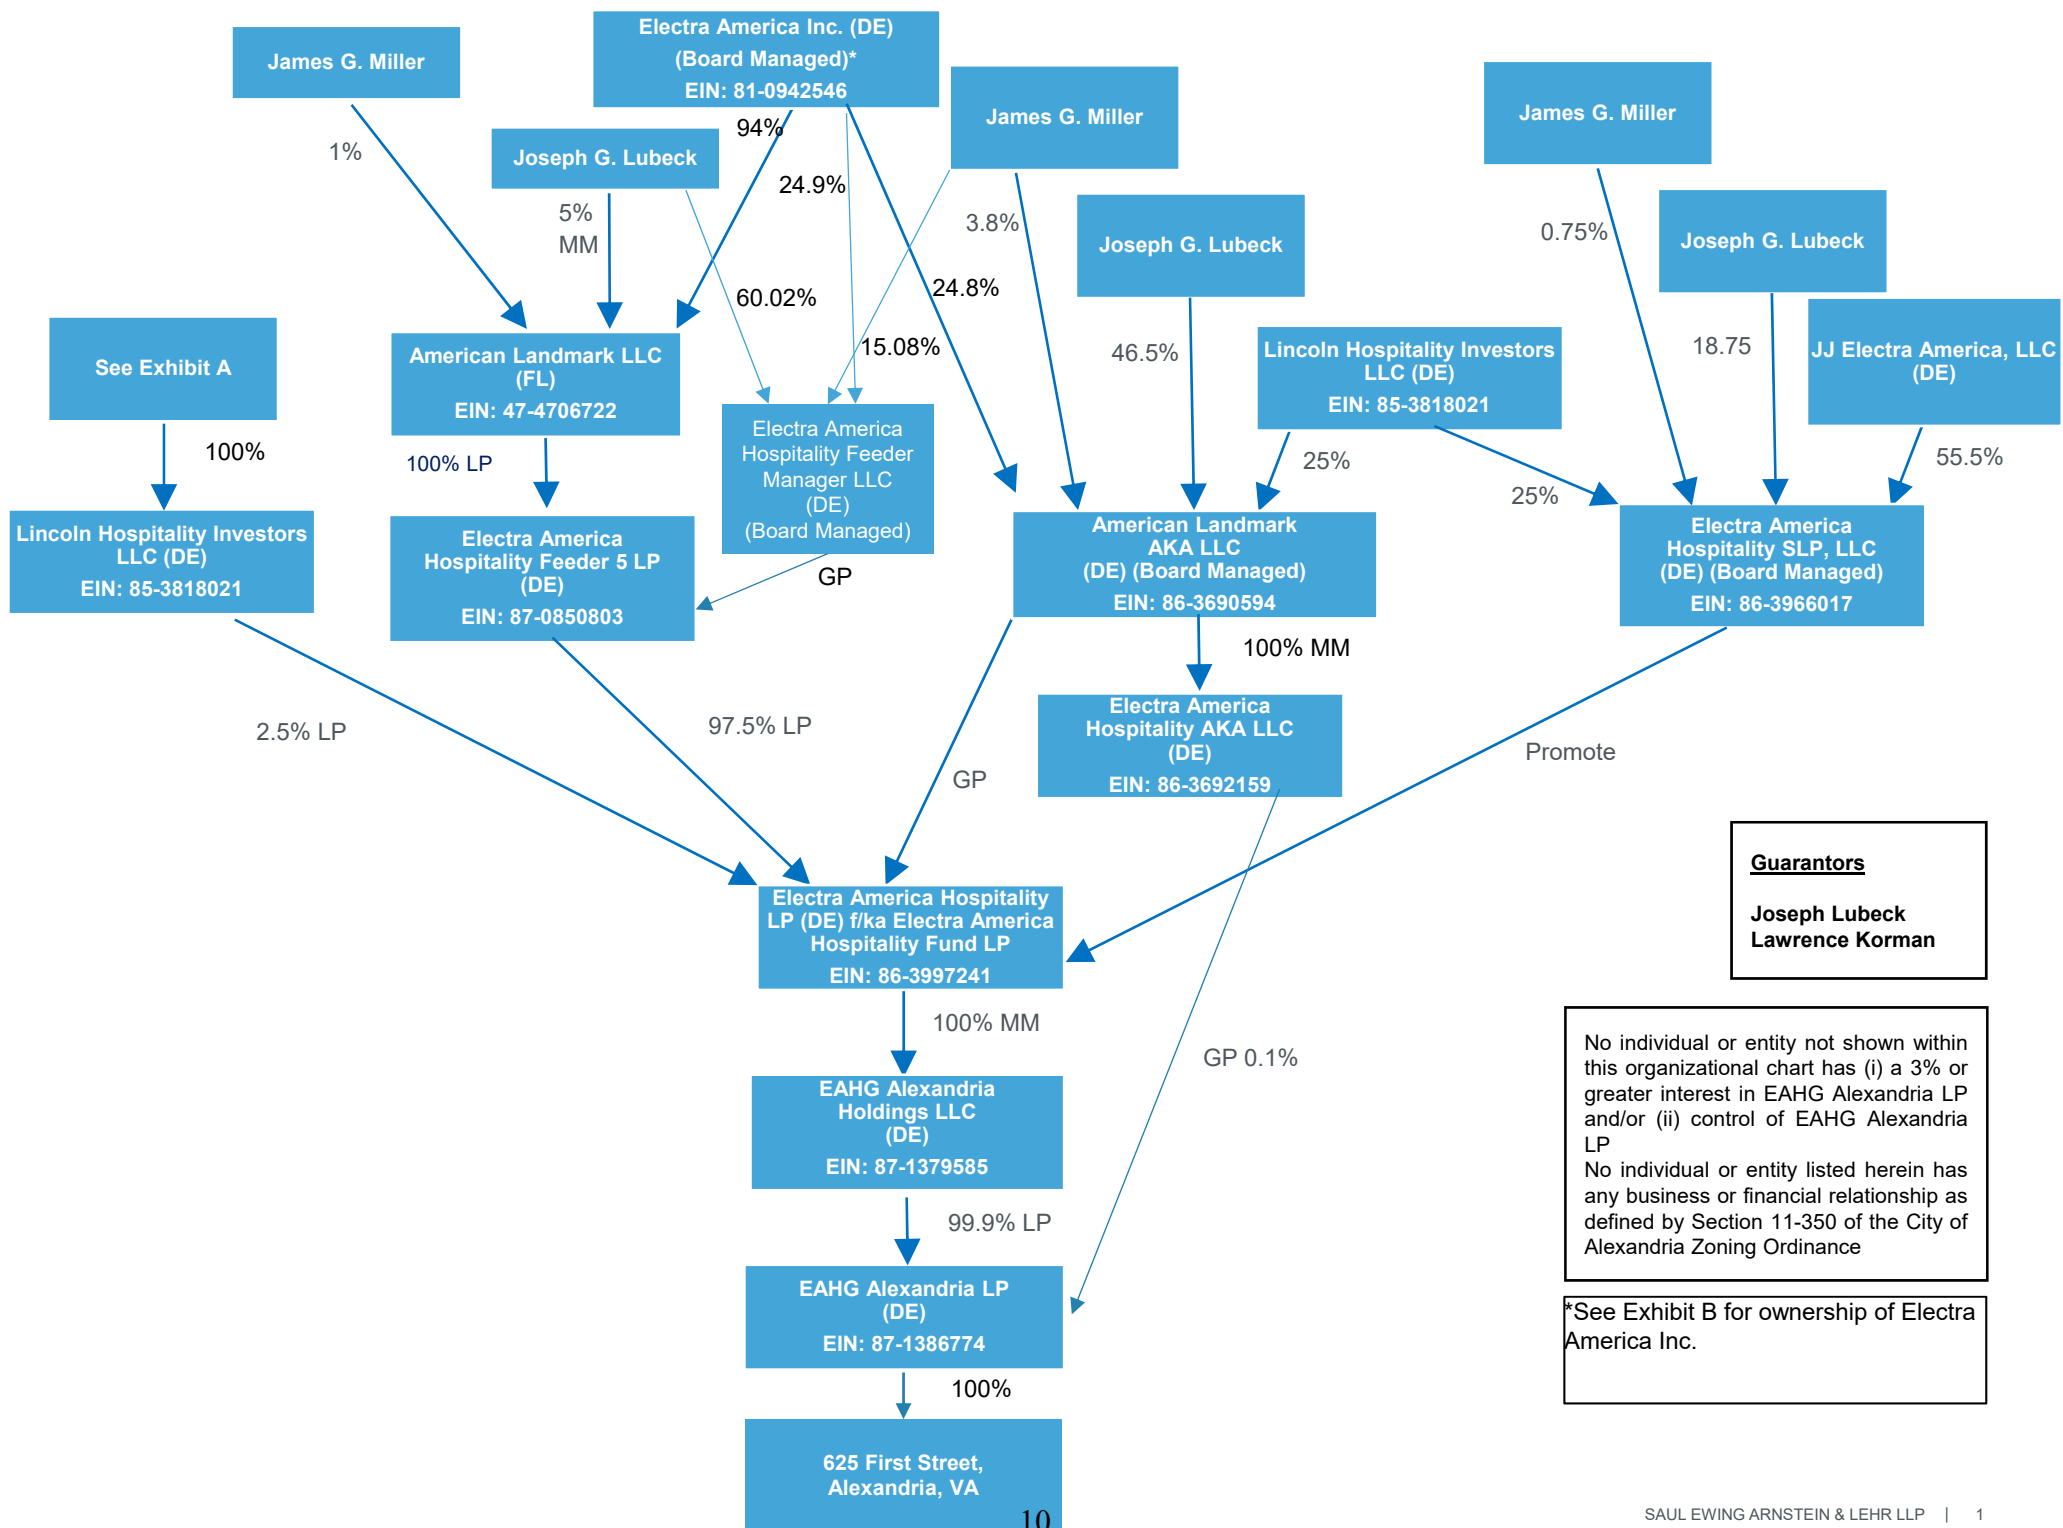 Electra America Inc. (DE)
(Board Managed)*
EIN: 81-0942546
James G. Miller
James G. Miller
James G. Miller
94%
1%
Joseph G. Lubeck
24.9%
5%
MM
3.8%
Joseph G. Lubeck
0.75%
Joseph G. Lubeck
60.02%
24.8%
See Exhibit A
American Landmark LLC
(FL)
EIN: 47-4706722
15.08%
46.5%
Lincoln Hospitality Investors
LLC (DE)
EIN: 85-3818021
18.75
JJ Electra America, LLC
(DE)
100%
100% LP
Electra America
Hospitality Feeder
Manager LLC
(DE)
(Board Managed)
25%
25%
55.5%
Lincoln Hospitality Investors
LLC (DE)
EIN: 85-3818021
Electra America
Hospitality Feeder 5 LP
(DE)
EIN: 87-0850803
GP
American Landmark
AKA LLC
(DE) (Board Managed)
EIN: 86-3690594
Electra America
Hospitality SLP, LLC
(DE) (Board Managed)
EIN: 86-3966017
100% MM
2.5% LP
97.5% LP
Electra America
Hospitality AKA LLC
(DE)
EIN: 86-3692159
GP
Promote
Electra America Hospitality
LP (DE) f/ka Electra America
Hospitality Fund LP
EIN: 86-3997241
Guarantors
Joseph Lubeck
Lawrence Korman
100% MM
GP 0.1%
No individual or entity not shown within
this organizational chart has (i) a 3% or
greater interest in EAHG Alexandria LP
and/or (ii) control of EAHG Alexandria
LP
No individual or entity listed herein has
any business or financial relationship as
defined by Section 11-350 of the City of
Alexandria Zoning Ordinance
EAHG Alexandria
Holdings LLC
(DE)
EIN: 87-1379585
99.9% LP
EAHG Alexandria LP
(DE)
EIN: 87-1386774
*See Exhibit B for ownership of Electra
America Inc.
100%
625 First Street,
Alexandria, VA
10
SAUL EWING ARNSTEIN & LEHR LLP | 1